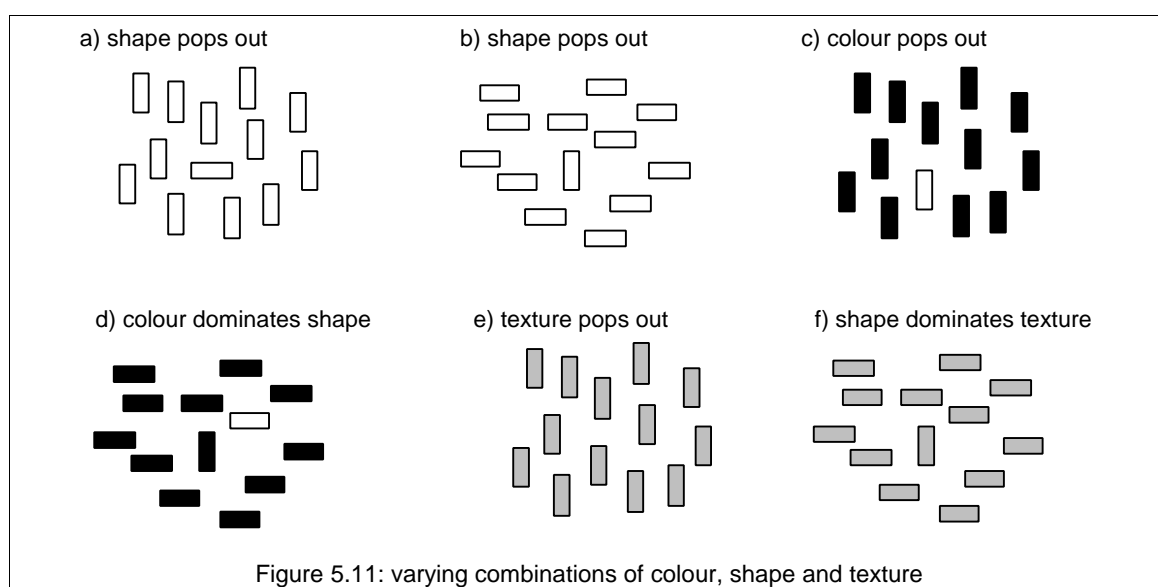 a) shape pops out
b) shape pops out
c) colour pops out
d) colour dominates shape
e) texture pops out
f) shape dominates texture
Figure 5.11: varying combinations of colour, shape and texture